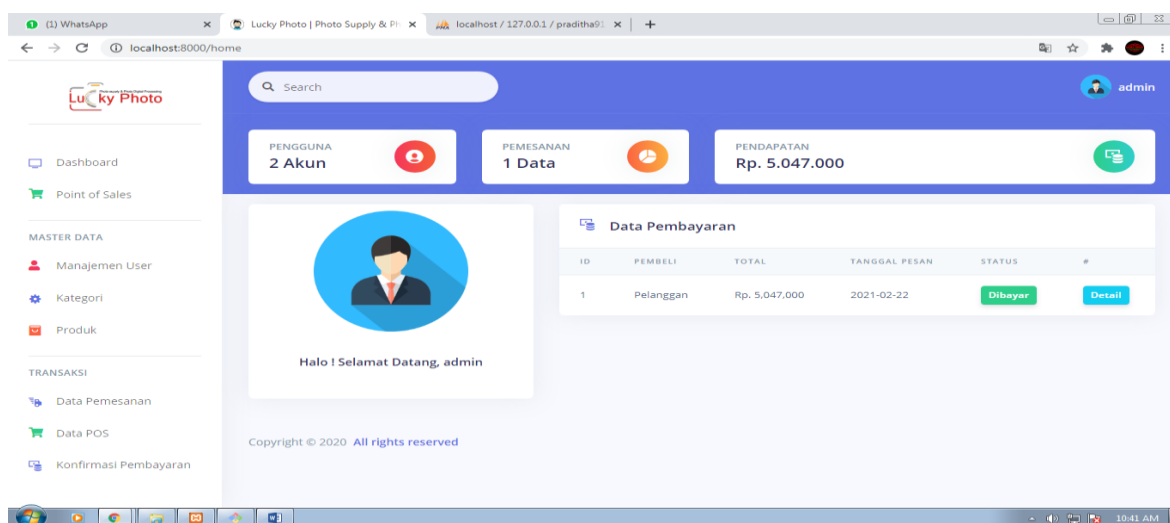 (1) WhatsApp
Lucky Photo | Photo Supply & Ph
localhost / 127.0.0.1 / praditha91
localhost:8000/home
Lucky Photo
Search
admin
PENGGUNA
2 Akun
PEMESANAN
1 Data
PENDAPATAN
Rp. 5.047.000
Dashboard
Point of Sales
MASTER DATA
Manajemen User
Kategori
Produk
TRANSAKSI
Data Pemesanan
Data POS
Konfirmasi Pembayaran
Halo ! Selamat Datang, admin
Data Pembayaran
ID PEMBELI TOTAL TANGGAL PESAN STATUS #
1 Pelanggan Rp. 5,047,000 2021-02-22 Dibayar Detail
Copyright © 2020 All rights reserved
10:41 AM